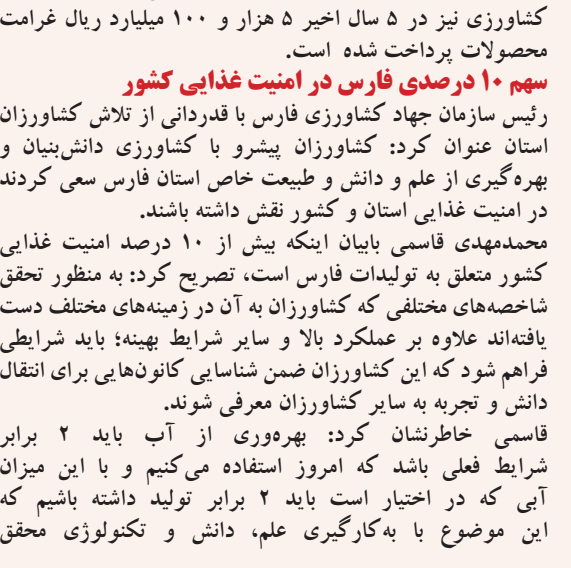 کشاورزی نیز در ۵ سال اخیر ۵ هزار و ۱۰۰ میلیارد ریال غرامت
محصولات پرداخت شده است.
سهم ۱۰ درصدی فارس در امنیت غذایی کشور
رئیس سازمان جهاد کشاورزی فارس با قدردانی از تلاش کشاورزان
استان عنوان کرد: کشاورزان پیشرو با کشاورزی دانش‌بنیان و
بهره‌گیری از علم و دانش و طبیعت خاص استان فارس سعی کردند
در امنیت غذایی استان و کشور نقش داشته باشند.
محمدمهدی قاسمی بابیان اینکه بیش از ۱۰ درصد امنیت غذایی
کشور متعلق به تولیدات فارس است، تصریح کرد: به منظور تحقق
شاخصه‌های مختلفی که کشاورزان به آن در زمینه‌های مختلف دست
یافته‌اند علاوه بر عملکرد بالا و سایر شرایط بهینه؛ باید شرایطی
فراهم شود که این کشاورزان ضمن شناسایی کانون‌هایی برای انتقال
دانش و تجربه به سایر کشاورزان معرفی شوند.
قاسمی خاطرنشان کرد: بهره‌وری از آب باید ۲ برابر
شرایط فعلی باشد که امروز استفاده می‌کنیم و با این میزان
آبی که در اختیار است باید ۲ برابر تولید داشته باشیم که
این موضوع با به‌کارگیری علم، دانش و تکنولوژی محقق